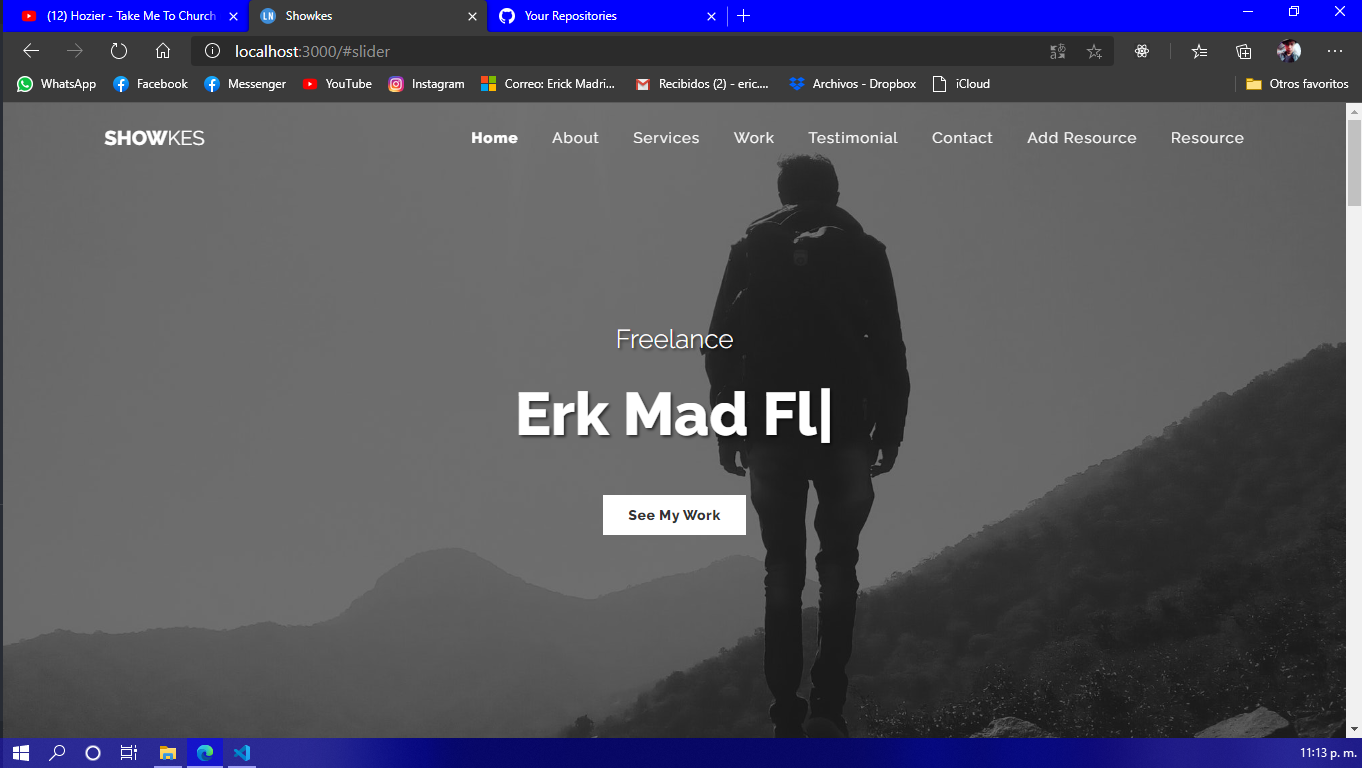 (12) Hozier - Take Me To Church
LN Showkes
Your Repositories
localhost:3000/#slider
WhatsApp
Facebook
Messenger
YouTube
Instagram
Correo: Erick Madri...
Recibidos (2) - eric....
Archivos - Dropbox
iCloud
Otros favoritos
SHOWKES
Home
About
Services
Work
Testimonial
Contact
Add Resource
Resource
Freelance
Erk Mad Fl|
See My Work
11:13 p. m.